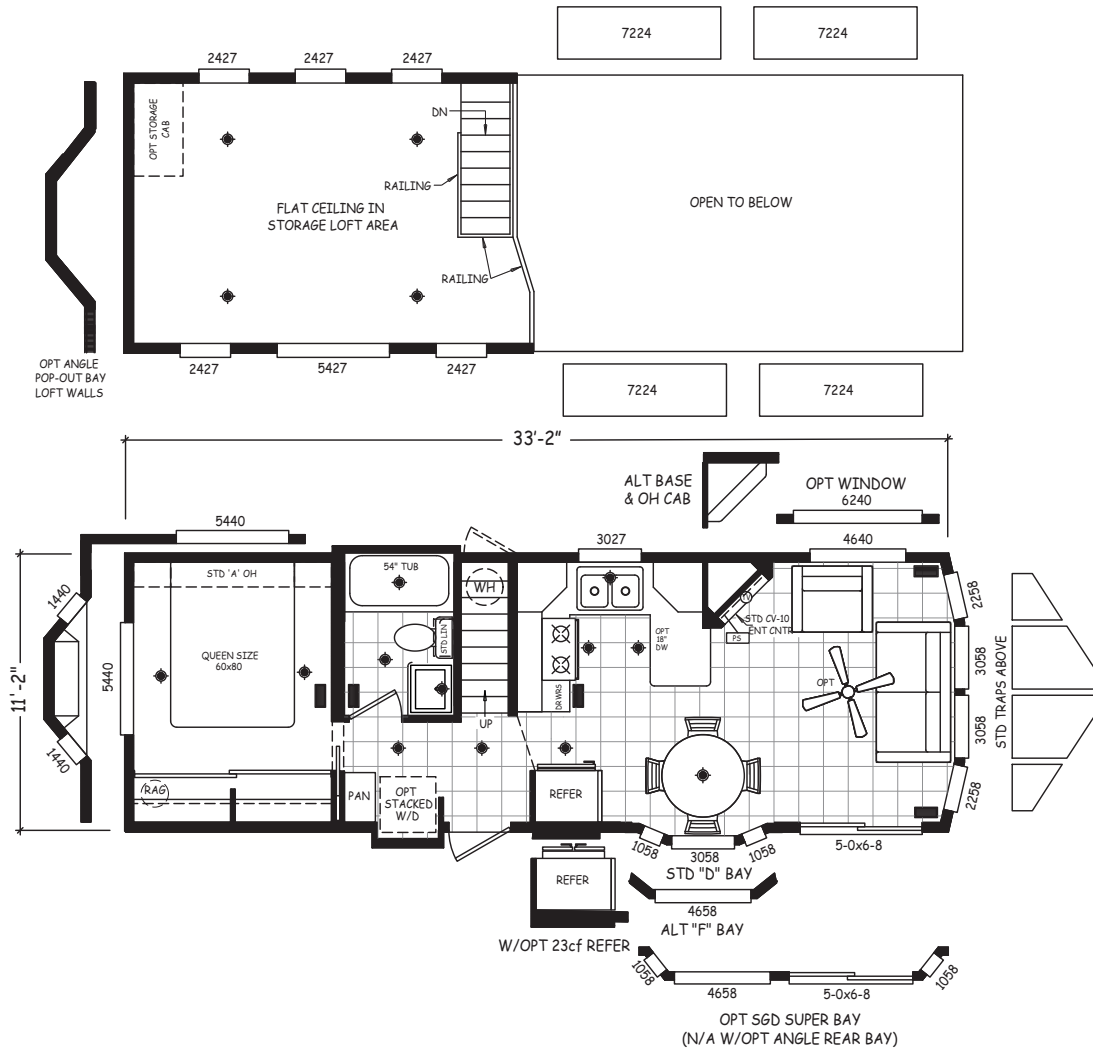 7224
7224
2427
2427
2427
OPT STORAGE
CAB
DN
RAILING
FLAT CEILING IN
STORAGE LOFT AREA
OPEN TO BELOW
RAILING
OPT ANGLE
POP-OUT BAY
LOFT WALLS
2427
5427
2427
7224
7224
33'-2"
ALT BASE
& OH CAB
OPT WINDOW
6240
5440
3027
4640
STD 'A' OH
54" TUB
WH
1440
2258
STD LIN
STD CV-10
ENT CNTR
PS
OPT
18"
DW
QUEEN SIZE
60x80
5440
11'-2"
3058
STD TRAPS ABOVE
3058
OPT
DRWRS
UP
1440
2258
RAG
PAN
OPT
STACKED
W/D
REFER
1058
3058
1058
5-0x6-8
STD "D" BAY
REFER
4658
ALT "F" BAY
W/OPT 23cf REFER
1058
4658
5-0x6-8
1058
OPT SGD SUPER BAY
(N/A W/OPT ANGLE REAR BAY)